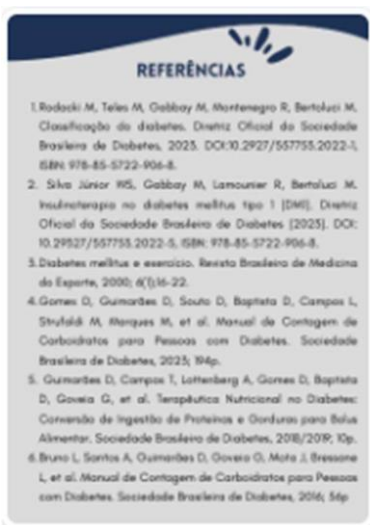 REFERÊNCIAS
1. Rodacki M, Teles M, Gabbay M, Montenegro R, Bertoluci M.
Classificação do diabetes. Diretriz Oficial da Sociedade
Brasileira de Diabetes, 2023. DOI:10.2927/557753.2022-1,
ISBN: 978-85-5722-906-8.
2. Silva Júnior WS, Gabbay M, Lamounier R, Bertoluci M.
Insulinoterapia no diabetes mellitus tipo 1 (DM1). Diretriz
Oficial da Sociedade Brasileira de Diabetes (2023). DOI:
10.29527/557753.2022-5, ISBN: 978-85-5722-906-8.
3. Diabetes mellitus e exercício. Revista Brasileira de Medicina
do Esporte, 2000; 6(1):16-22.
4. Gomes D, Guimarães D, Souto D, Baptista D, Campos L,
Strufaldi M, Marques M, et al. Manual de Contagem de
Carboidratos para Pessoas com Diabetes. Sociedade
Brasileira de Diabetes, 2023; 194p.
5. Guimarães D, Campos T, Lottenberg A, Gomes D, Baptista
D, Goveia G, et al. Terapêutica Nutricional no Diabetes:
Conversão de Ingestão de Proteínas e Gorduras para Bolus
Alimentar. Sociedade Brasileira de Diabetes, 2018/2019; 10p.
6. Bruno L, Santos A, Guimarães D, Goveia G, Mota J, Bressane
L, et al. Manual de Contagem de Carboidratos para Pessoas
com Diabetes. Sociedade Brasileira de Diabetes, 2016; 56p